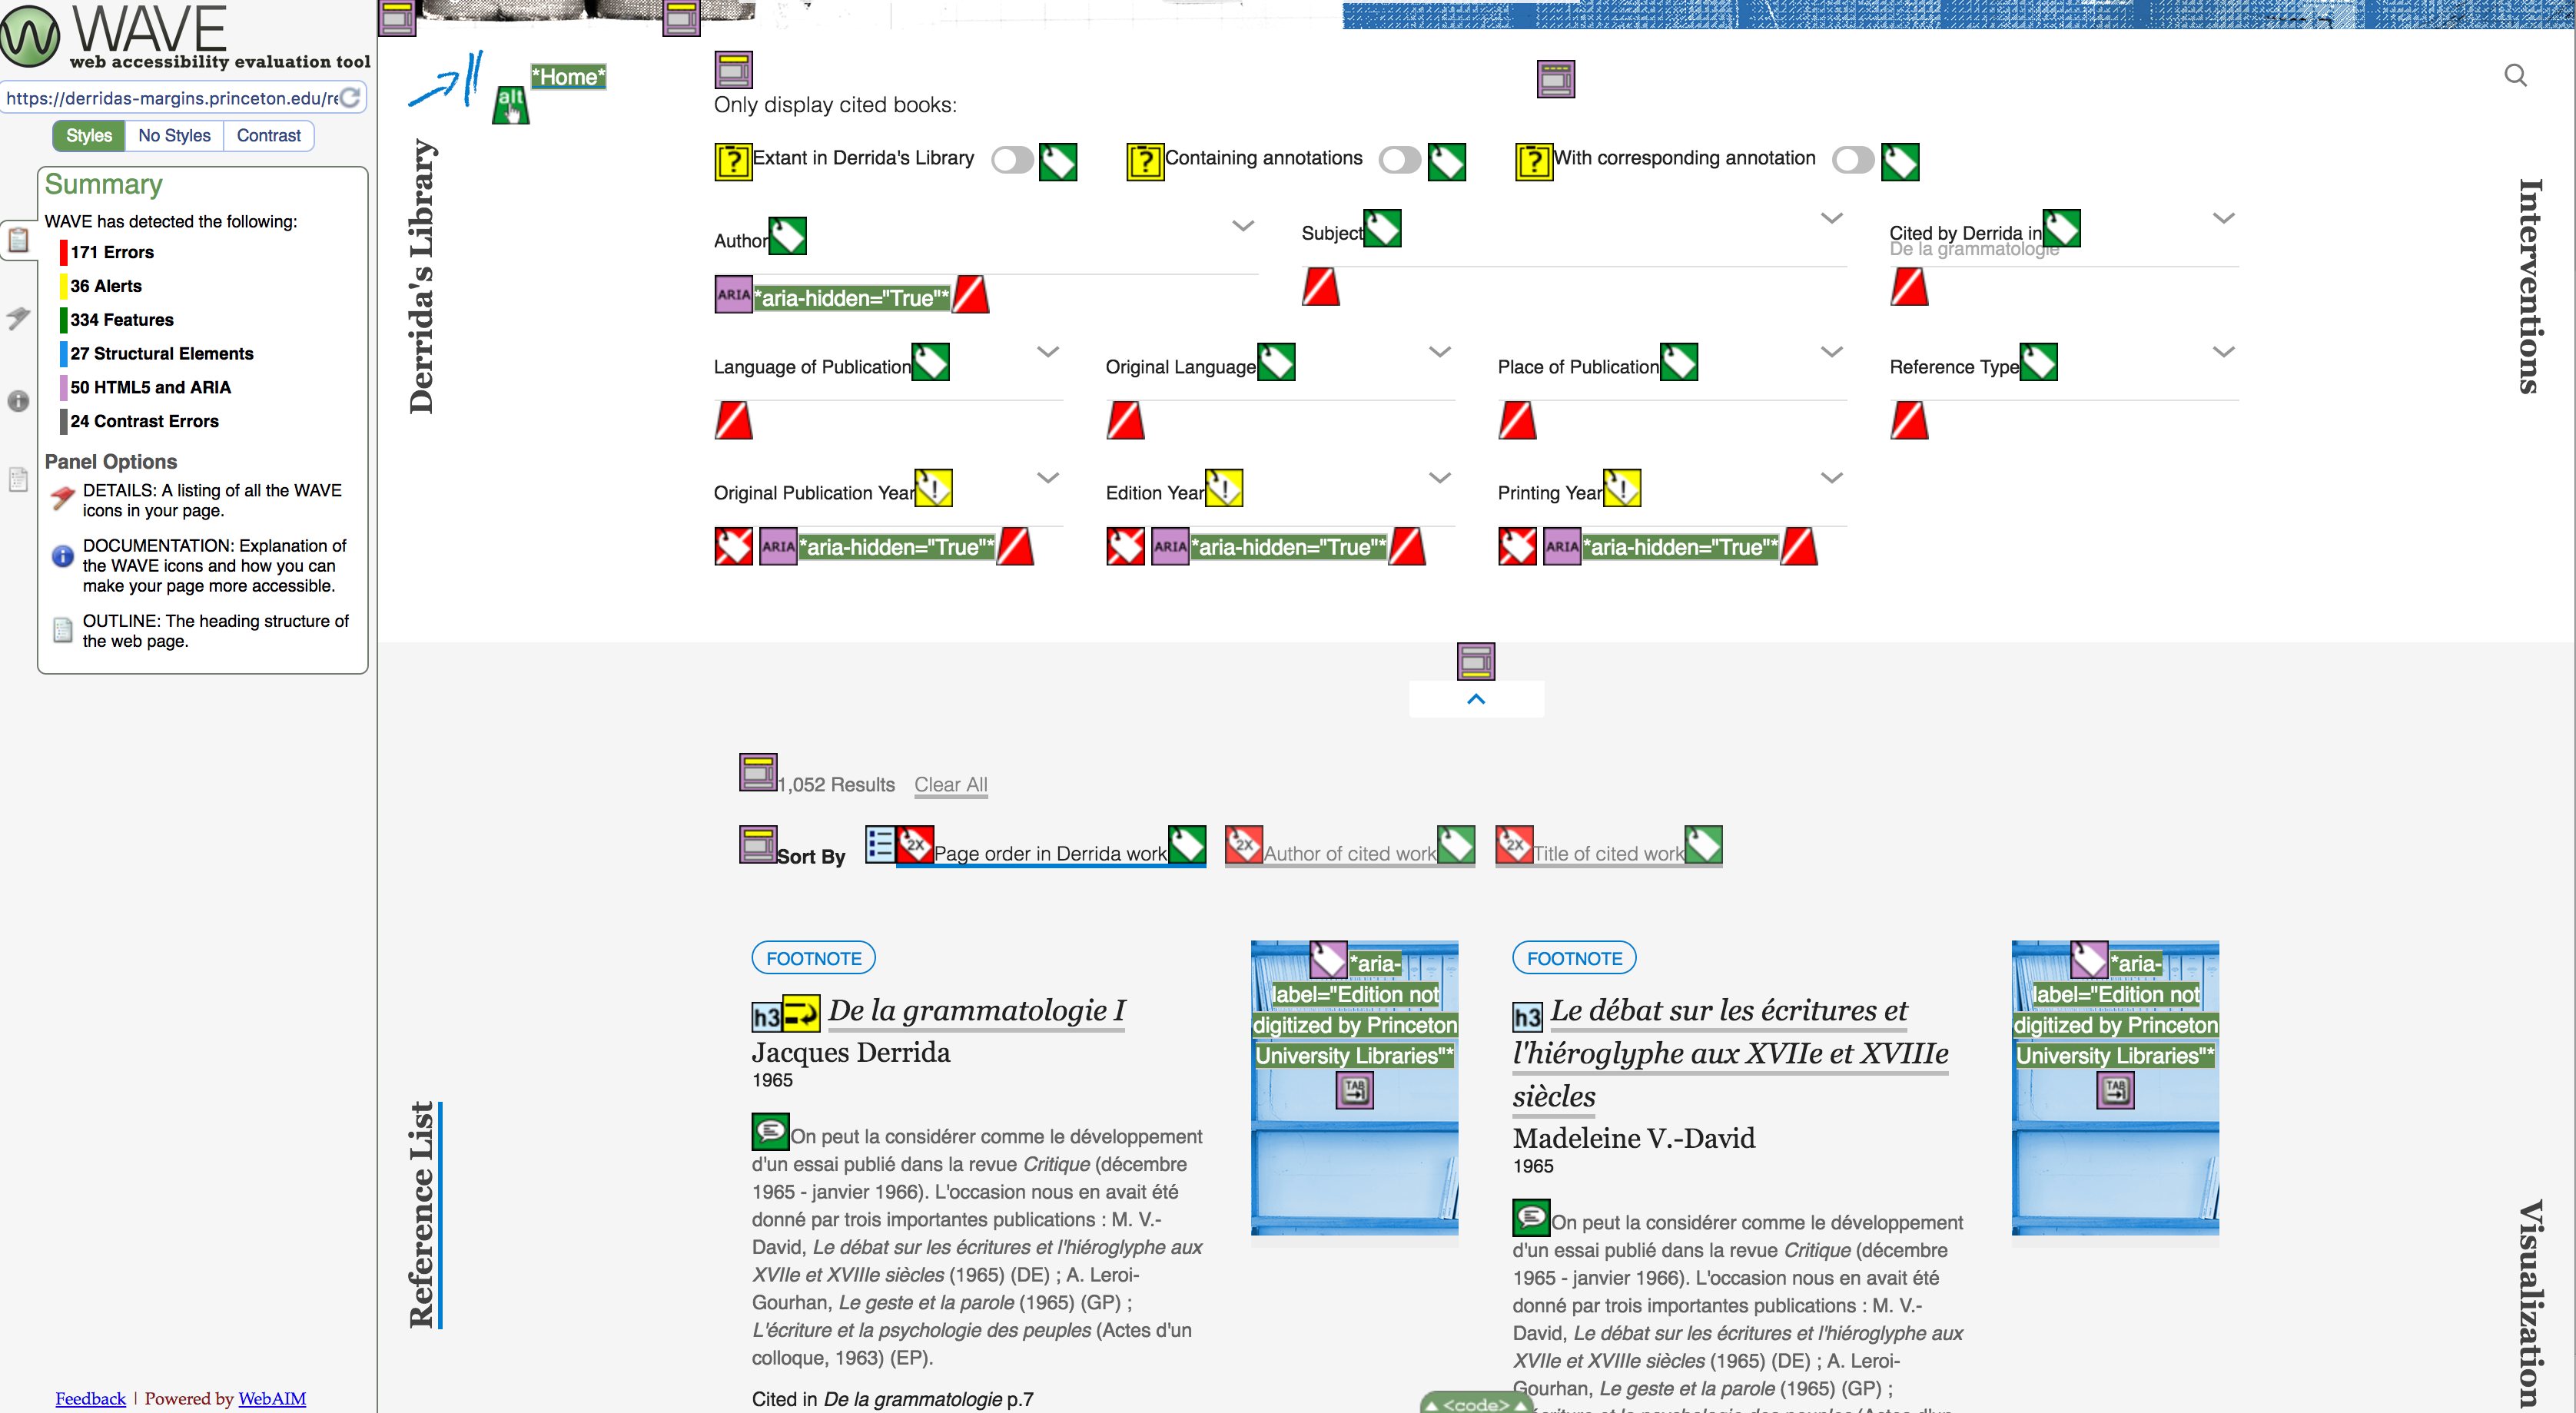 WAVE
web accessibility evaluation tool
https://derridas-margins.princeton.edu/re
Styles
No Styles
Contrast
Summary
WAVE has detected the following:
171 Errors
36 Alerts
334 Features
27 Structural Elements
50 HTML5 and ARIA
24 Contrast Errors
Panel Options
DETAILS: A listing of all the WAVE
icons in your page.
DOCUMENTATION: Explanation of
the WAVE icons and how you can
make your page more accessible.
OUTLINE: The heading structure of
the web page.
Feedback | Powered by WebAIM
alt
*Home*
Derrida's Library
Reference List
Interventions
Visualization
Only display cited books:
? Extant in Derrida's Library
? Containing annotations
? With corresponding annotation
Author
Subject
Cited by Derrida in
De la grammatologie
ARIA *aria-hidden="True"*
Language of Publication
Original Language
Place of Publication
Reference Type
Original Publication Year !
Edition Year !
Printing Year !
ARIA *aria-hidden="True"*
ARIA *aria-hidden="True"*
ARIA *aria-hidden="True"*
1,052 Results Clear All
Sort By
2X Page order in Derrida work
2X Author of cited work
2X Title of cited work
FOOTNOTE
h3 De la grammatologie I
Jacques Derrida
1965
On peut la considérer comme le développement
d'un essai publié dans la revue Critique (décembre
1965 - janvier 1966). L'occasion nous en avait été
donné par trois importantes publications : M. V.-
David, Le débat sur les écritures et l'hiéroglyphe aux
XVIIe et XVIIIe siècles (1965) (DE) ; A. Leroi-
Gourhan, Le geste et la parole (1965) (GP) ;
L'écriture et la psychologie des peuples (Actes d'un
colloque, 1963) (EP).
Cited in De la grammatologie p.7
*aria-
label="Edition not
digitized by Princeton
University Libraries"*
TAB
FOOTNOTE
h3 Le débat sur les écritures et
l'hiéroglyphe aux XVIIe et XVIIIe
siècles
Madeleine V.-David
1965
On peut la considérer comme le développement
d'un essai publié dans la revue Critique (décembre
1965 - janvier 1966). L'occasion nous en avait été
donné par trois importantes publications : M. V.-
David, Le débat sur les écritures et l'hiéroglyphe aux
XVIIe et XVIIIe siècles (1965) (DE) ; A. Leroi-
Gourhan, Le geste et la parole (1965) (GP) ;
*aria-
label="Edition not
digitized by Princeton
University Libraries"*
TAB
<code>